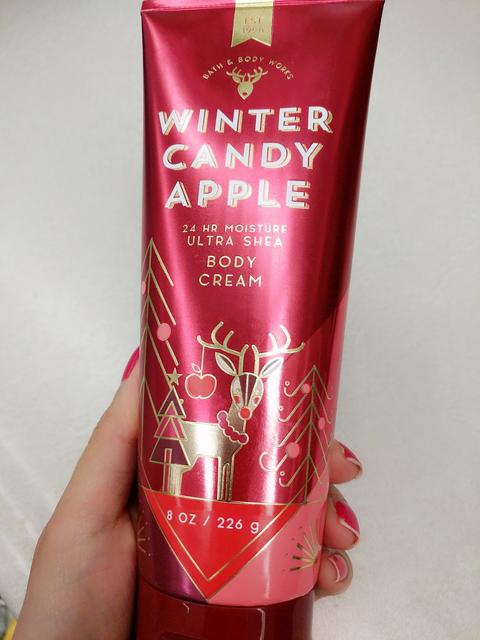 EST.
1990
BATH & BODY WORKS
WINTER
CANDY
APPLE
24 HR MOISTURE
ULTRA SHEA
BODY
CREAM
8 OZ / 226 g